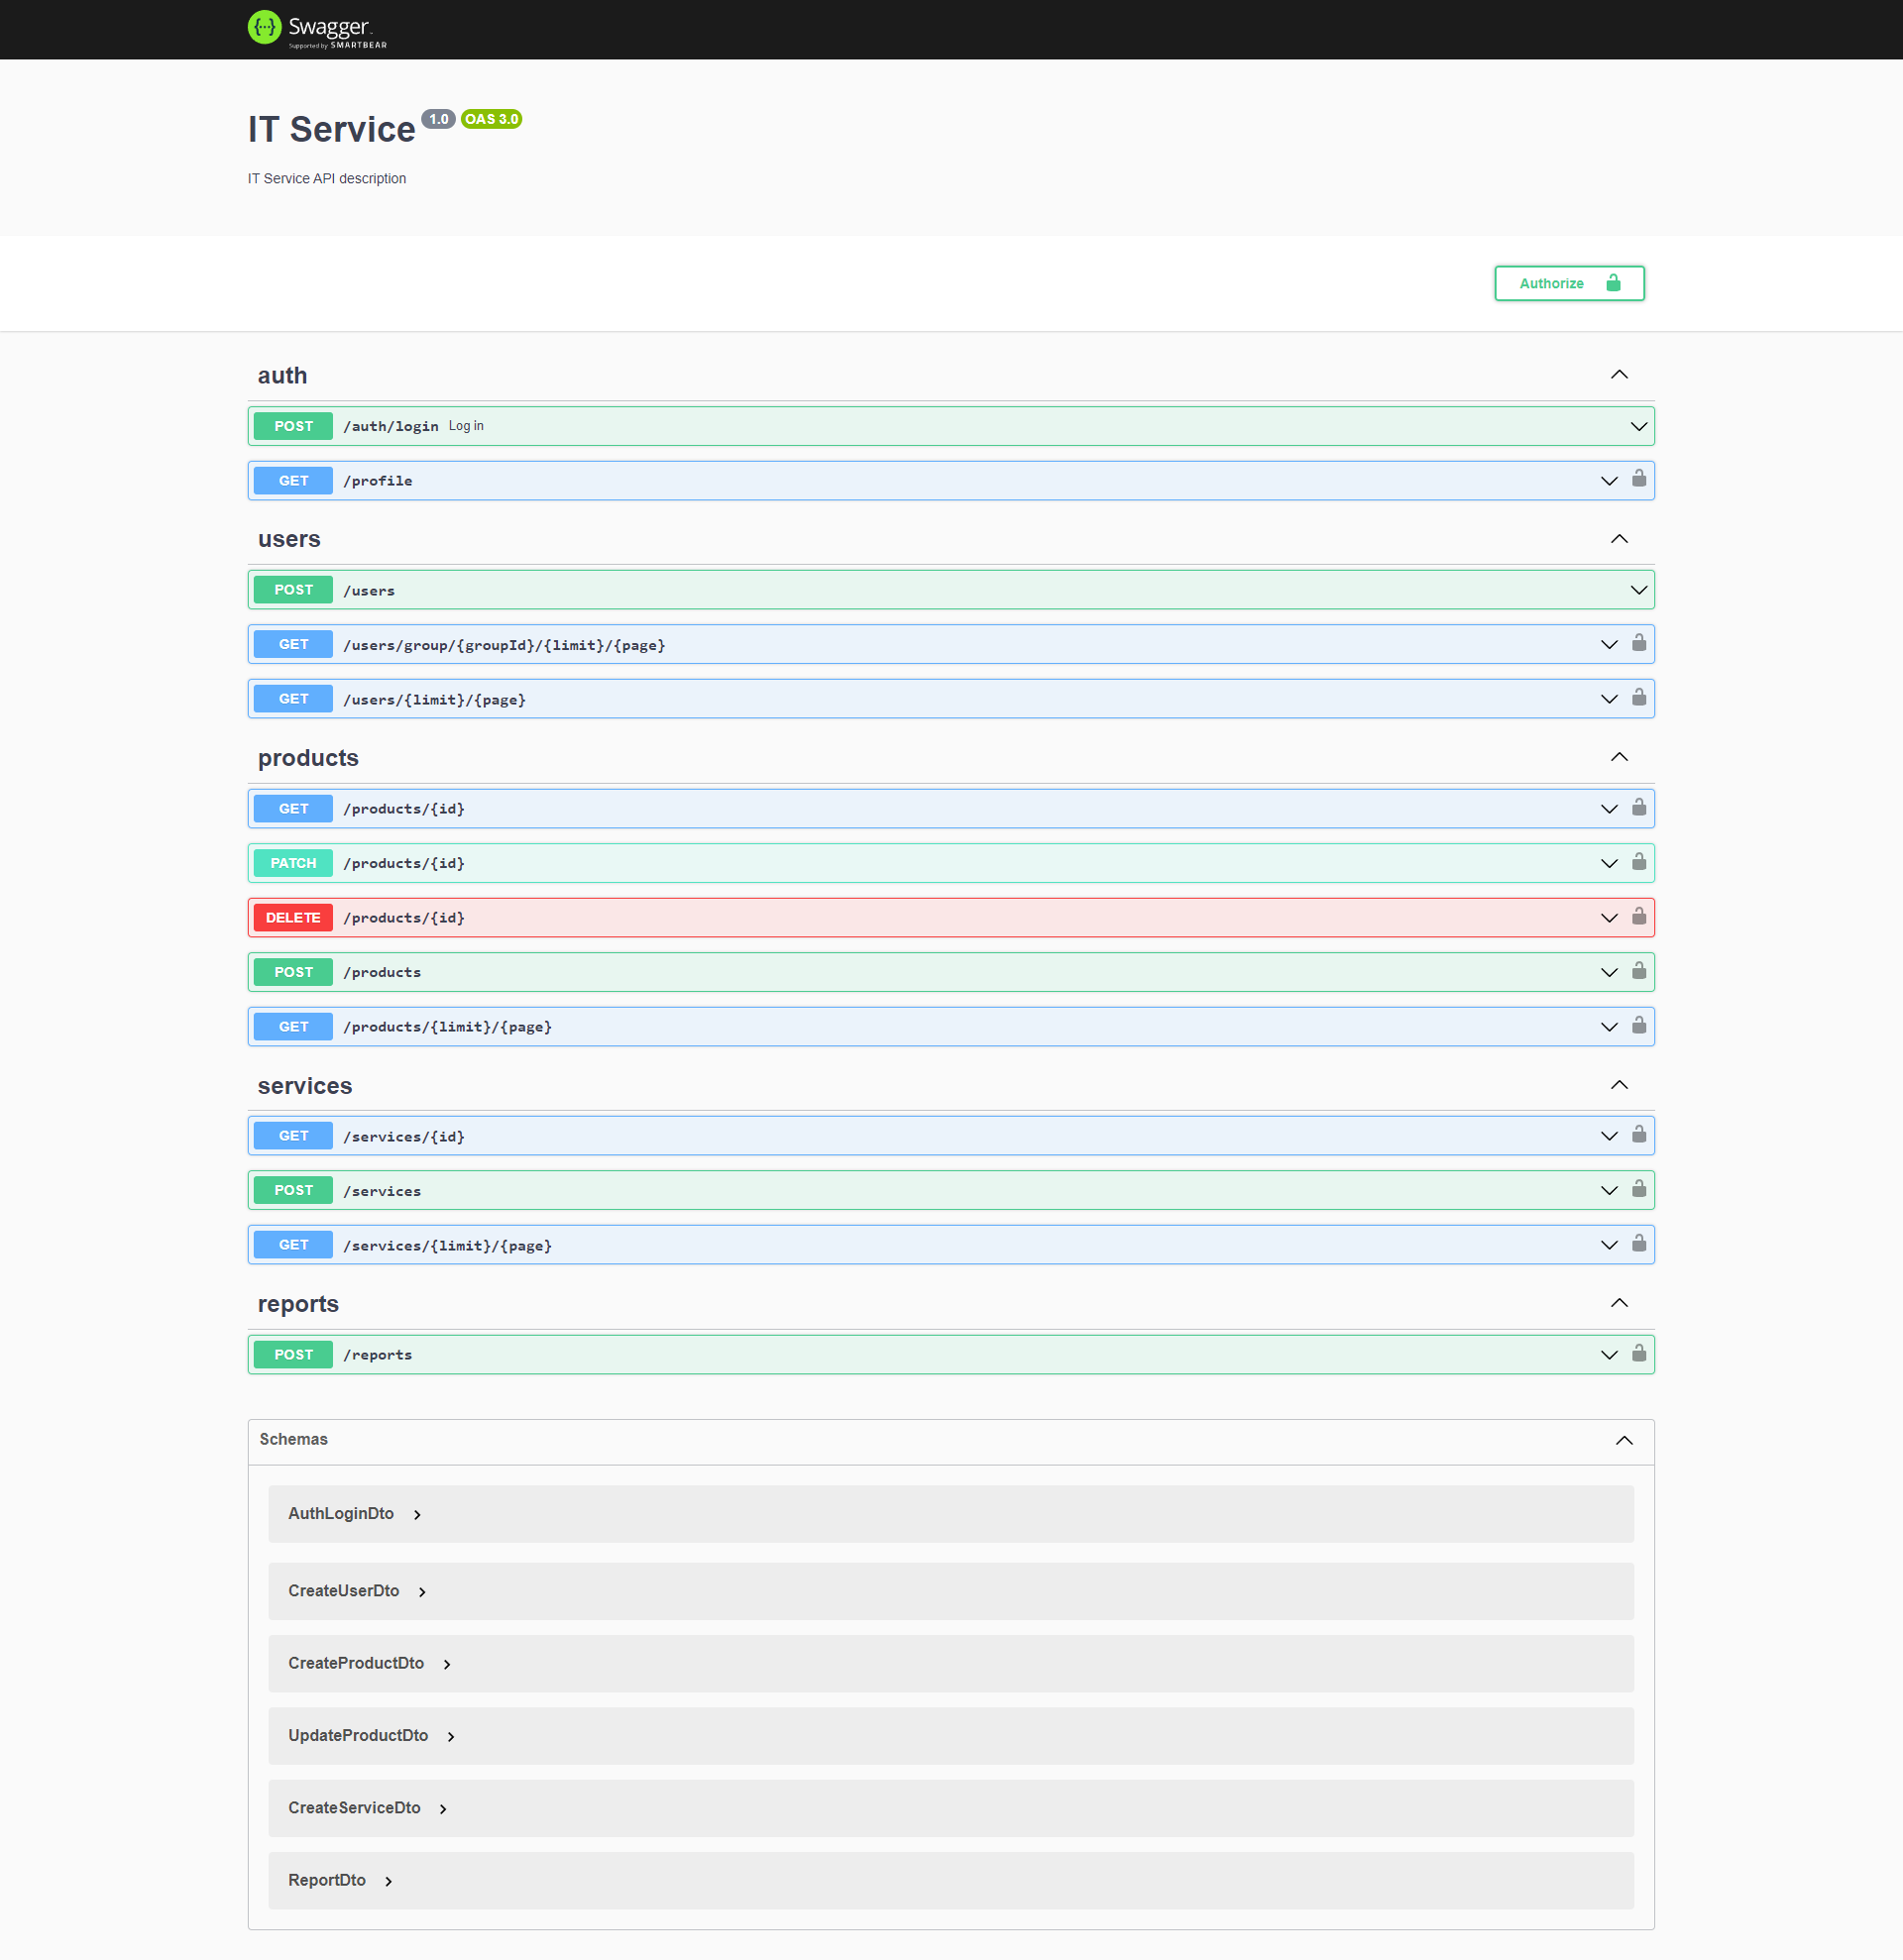 Swagger
Supported by SMARTBEAR
IT Service 1.0 OAS 3.0
IT Service API description
Authorize
auth
POST /auth/login Log in
GET /profile
users
POST /users
GET /users/group/{groupId}/{limit}/{page}
GET /users/{limit}/{page}
products
GET /products/{id}
PATCH /products/{id}
DELETE /products/{id}
POST /products
GET /products/{limit}/{page}
services
GET /services/{id}
POST /services
GET /services/{limit}/{page}
reports
POST /reports
Schemas
AuthLoginDto
CreateUserDto
CreateProductDto
UpdateProductDto
CreateServiceDto
ReportDto